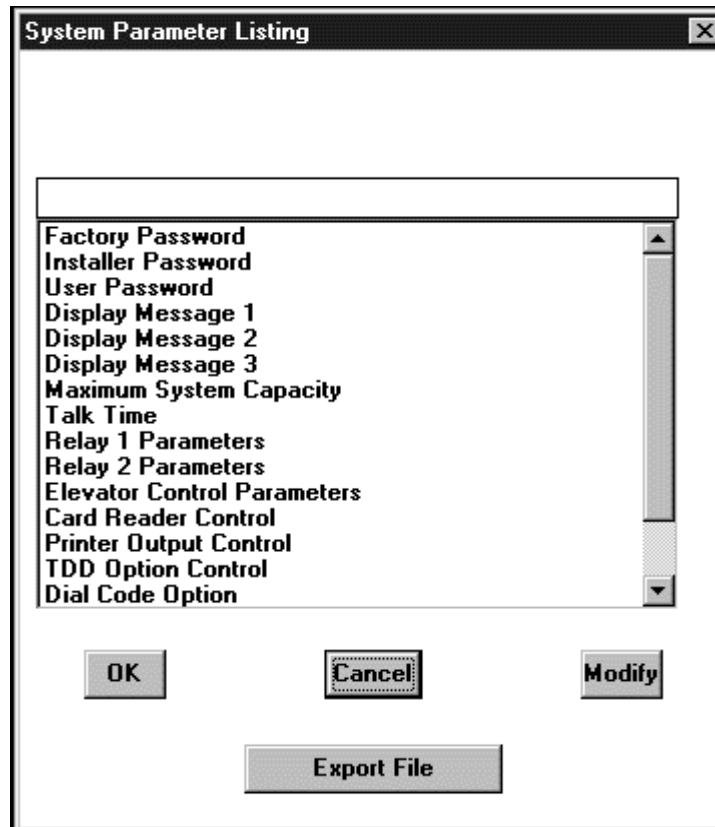 System Parameter Listing
Factory Password
Installer Password
User Password
Display Message 1
Display Message 2
Display Message 3
Maximum System Capacity
Talk Time
Relay 1 Parameters
Relay 2 Parameters
Elevator Control Parameters
Card Reader Control
Printer Output Control
TDD Option Control
Dial Code Option
OK Cancel Modify
Export File